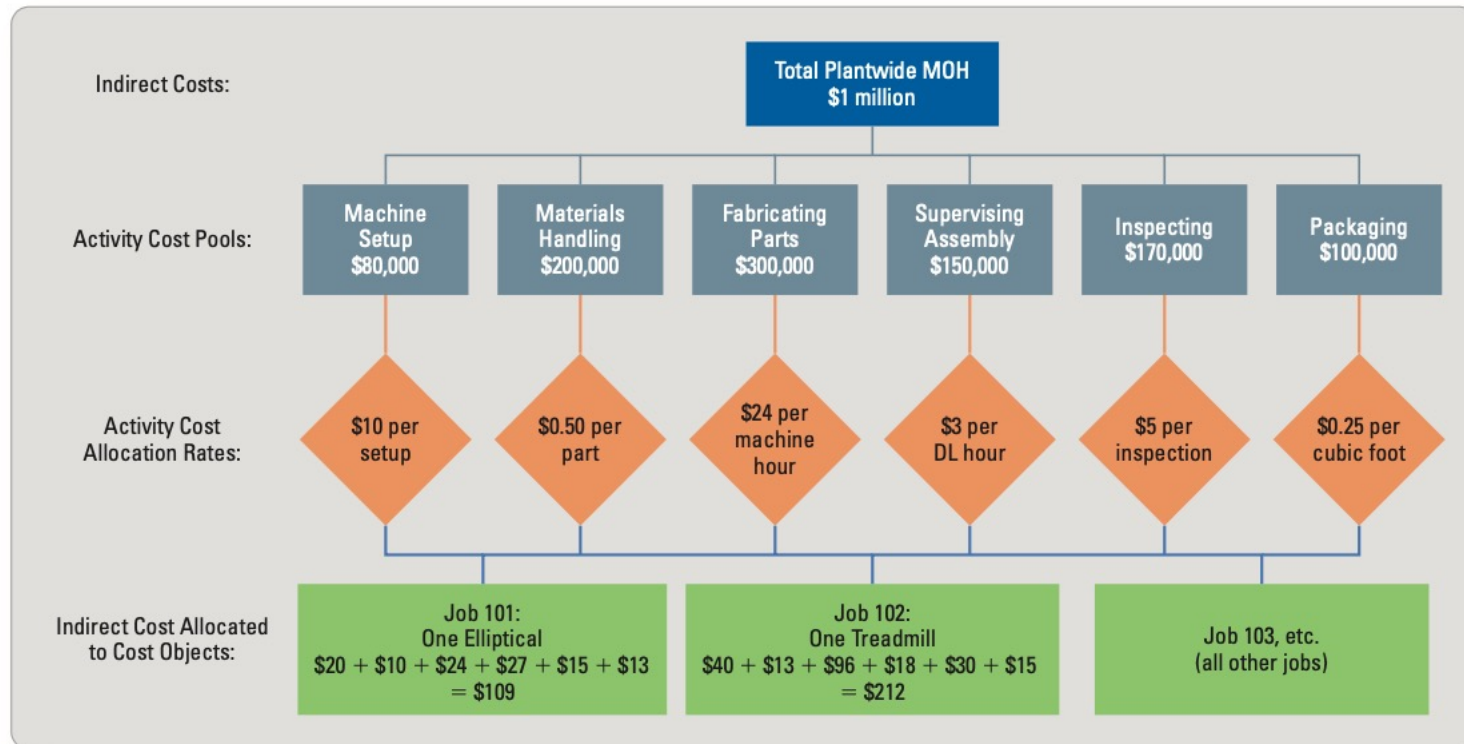 Indirect Costs:
Total Plantwide MOH
$1 million
Activity Cost Pools:
Machine
Setup
$80,000
Materials
Handling
$200,000
Fabricating
Parts
$300,000
Supervising
Assembly
$150,000
Inspecting
$170,000
Packaging
$100,000
Activity Cost
Allocation Rates:
$10 per
setup
$0.50 per
part
$24 per
machine
hour
$3 per
DL hour
$5 per
inspection
$0.25 per
cubic foot
Indirect Cost Allocated
to Cost Objects:
Job 101:
One Elliptical
$20 + $10 + $24 + $27 + $15 + $13
= $109
Job 102:
One Treadmill
$40 + $13 + $96 + $18 + $30 + $15
= $212
Job 103, etc.
(all other jobs)